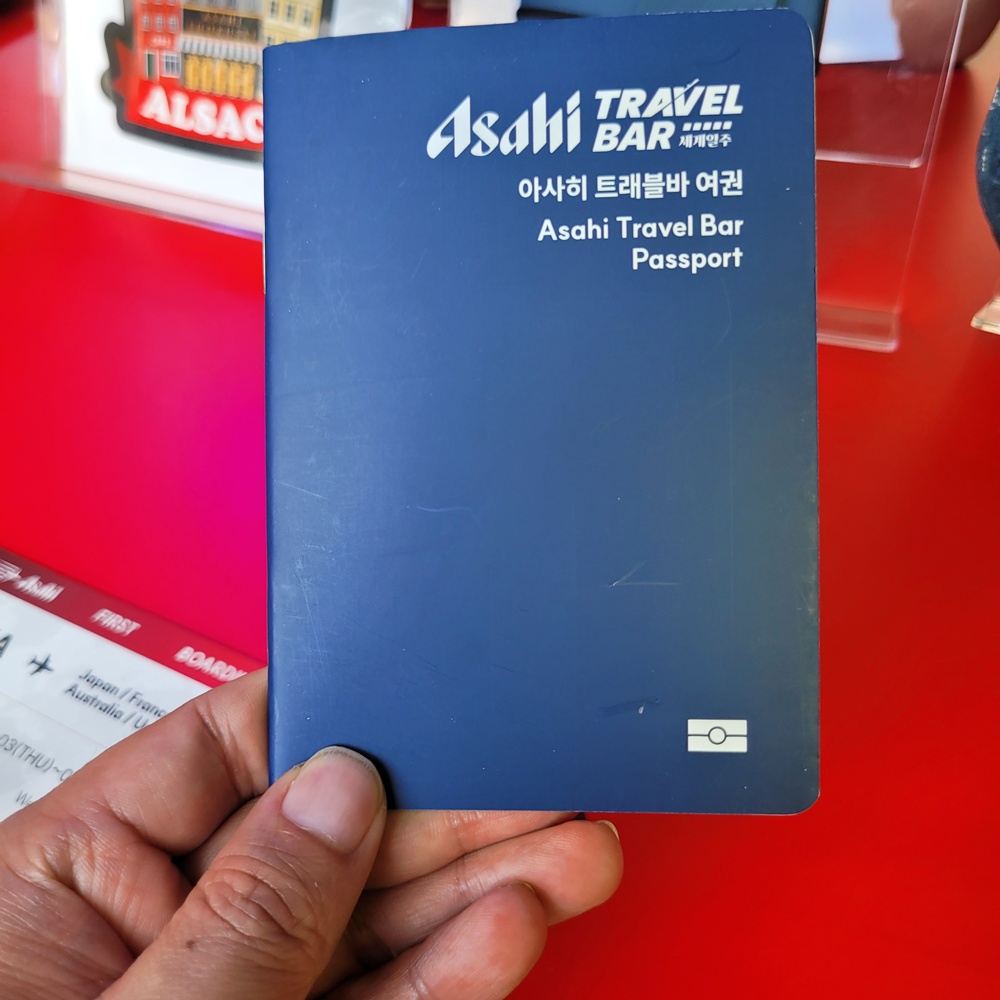 ALSAC
Asahi TRAVEL BAR
세계일주
아사히 트래블바 여권
Asahi Travel Bar
Passport
Asahi FIRST
Japan / Franc
Australia / U
03(THU)~0